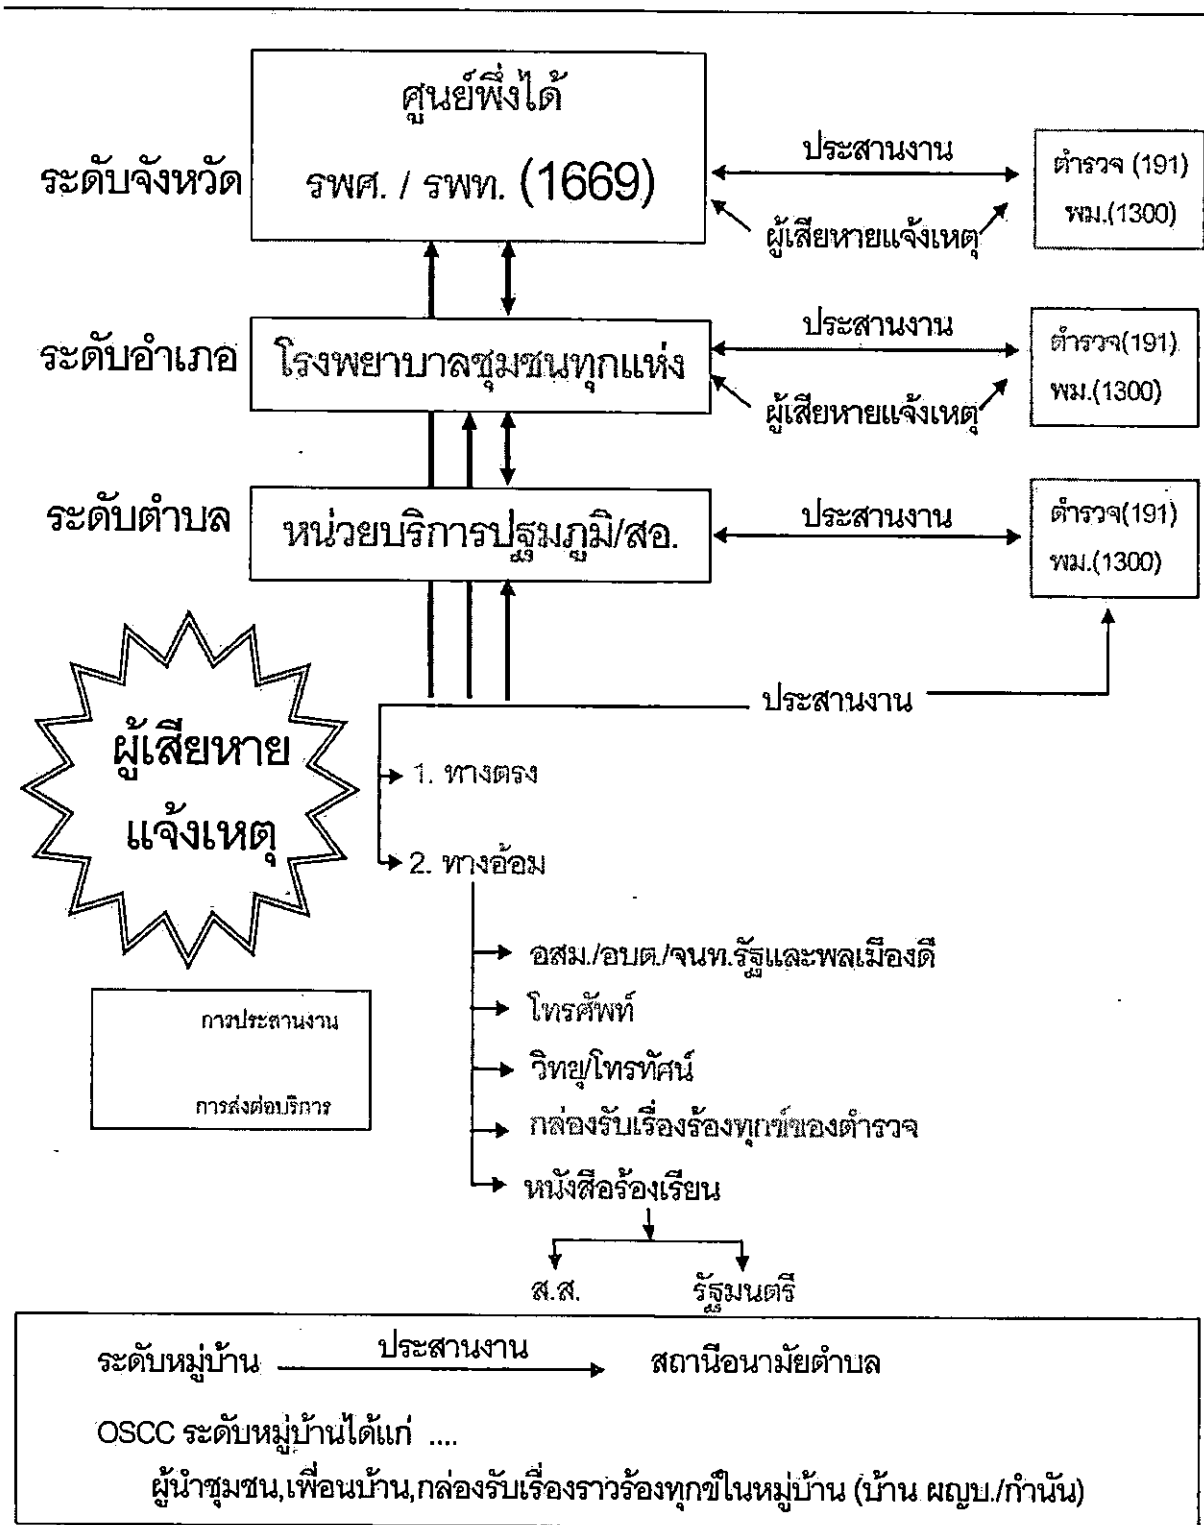 ศูนย์พึ่งได้
ระดับจังหวัด
รพศ. / รพท. (1669)
ประสานงาน
ผู้เสียหายแจ้งเหตุ
ตำรวจ (191)
พม.(1300)
ระดับอำเภอ
โรงพยาบาลชุมชนทุกแห่ง
ประสานงาน
ผู้เสียหายแจ้งเหตุ
ตำรวจ(191)
พม.(1300)
ระดับตำบล
หน่วยบริการปฐมภูมิ/สอ.
ประสานงาน
ตำรวจ(191)
พม.(1300)
ประสานงาน
ผู้เสียหาย
แจ้งเหตุ
1. ทางตรง
2. ทางอ้อม
อสม./อบต./จนท.รัฐและพลเมืองดี
โทรศัพท์
วิทยุ/โทรทัศน์
กล่องรับเรื่องร้องทุกข์ของตำรวจ
หนังสือร้องเรียน
ส.ส.
รัฐมนตรี
การประสานงาน
การส่งต่อบริการ
ระดับหมู่บ้าน ประสานงาน สถานีอนามัยตำบล
OSCC ระดับหมู่บ้านได้แก่ ....
ผู้นำชุมชน,เพื่อนบ้าน,กล่องรับเรื่องราวร้องทุกข์ในหมู่บ้าน (บ้าน ผญบ./กำนัน)